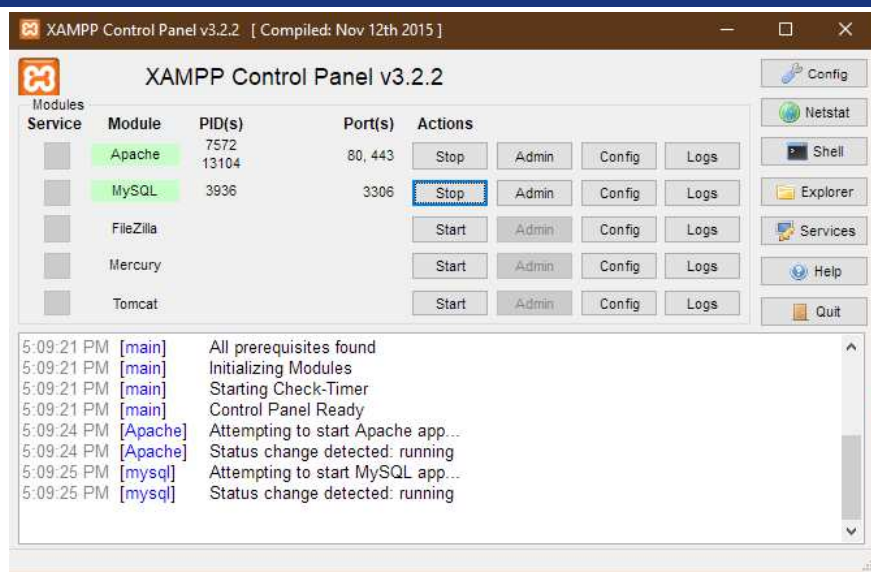 XAMPP Control Panel v3.2.2 [ Compiled: Nov 12th 2015 ]
XAMPP Control Panel v3.2.2
Config
Modules
Netstat
Service Module PID(s) Port(s) Actions
Apache 7572 13104 80, 443 Stop Admin Config Logs
Shell
MySQL 3936 3306 Stop Admin Config Logs
Explorer
FileZilla Start Admin Config Logs
Services
Mercury Start Admin Config Logs
Help
Tomcat Start Admin Config Logs
Quit
5:09:21 PM [main] All prerequisites found
5:09:21 PM [main] Initializing Modules
5:09:21 PM [main] Starting Check-Timer
5:09:21 PM [main] Control Panel Ready
5:09:24 PM [Apache] Attempting to start Apache app...
5:09:24 PM [Apache] Status change detected: running
5:09:25 PM [mysql] Attempting to start MySQL app...
5:09:25 PM [mysql] Status change detected: running